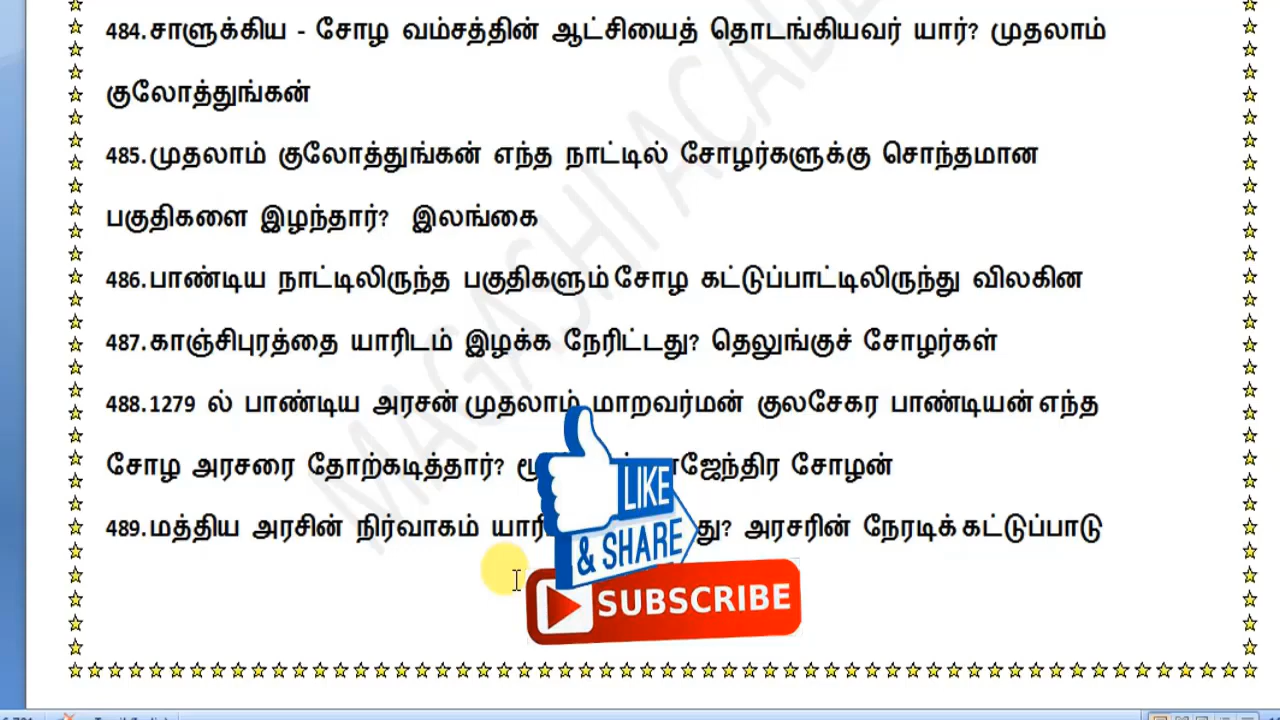 484.சாளுக்கிய - சோழ வம்சத்தின் ஆட்சியைத் தொடங்கியவர் யார்? முதலாம்
குலோத்துங்கன்
485.முதலாம் குலோத்துங்கன் எந்த நாட்டில் சோழர்களுக்கு சொந்தமான
பகுதிகளை இழந்தார்? இலங்கை
486.பாண்டிய நாட்டிலிருந்த பகுதிகளும் சோழ கட்டுப்பாட்டிலிருந்து விலகின
487.காஞ்சிபுரத்தை யாரிடம் இழக்க நேரிட்டது? தெலுங்குச் சோழர்கள்
488.1279 ல் பாண்டிய அரசன் முதலாம் மாறவர்மன் குலசேகர பாண்டியன் எந்த
சோழ அரசரை தோற்கடித்தார்? சோழன்
489.மத்திய அரசின் நிர்வாகம் அரசரின் நேரடிக் கட்டுப்பாடு
LIKE
& SHARE
SUBSCRIBE
MAGASHI ACADE